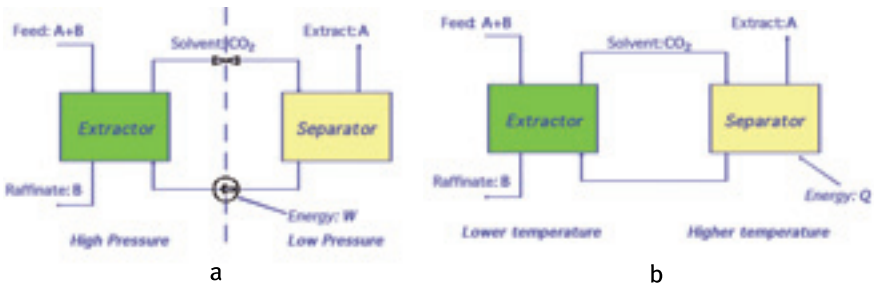 Feed: A+B
Solvent: CO₂
Extract: A
Extractor
Separator
Raffinate: B
Energy: W
High Pressure
Low Pressure
a
Feed: A+B
Solvent: CO₂
Extract: A
Extractor
Separator
Raffinate: B
Energy: Q
Lower temperature
Higher temperature
b